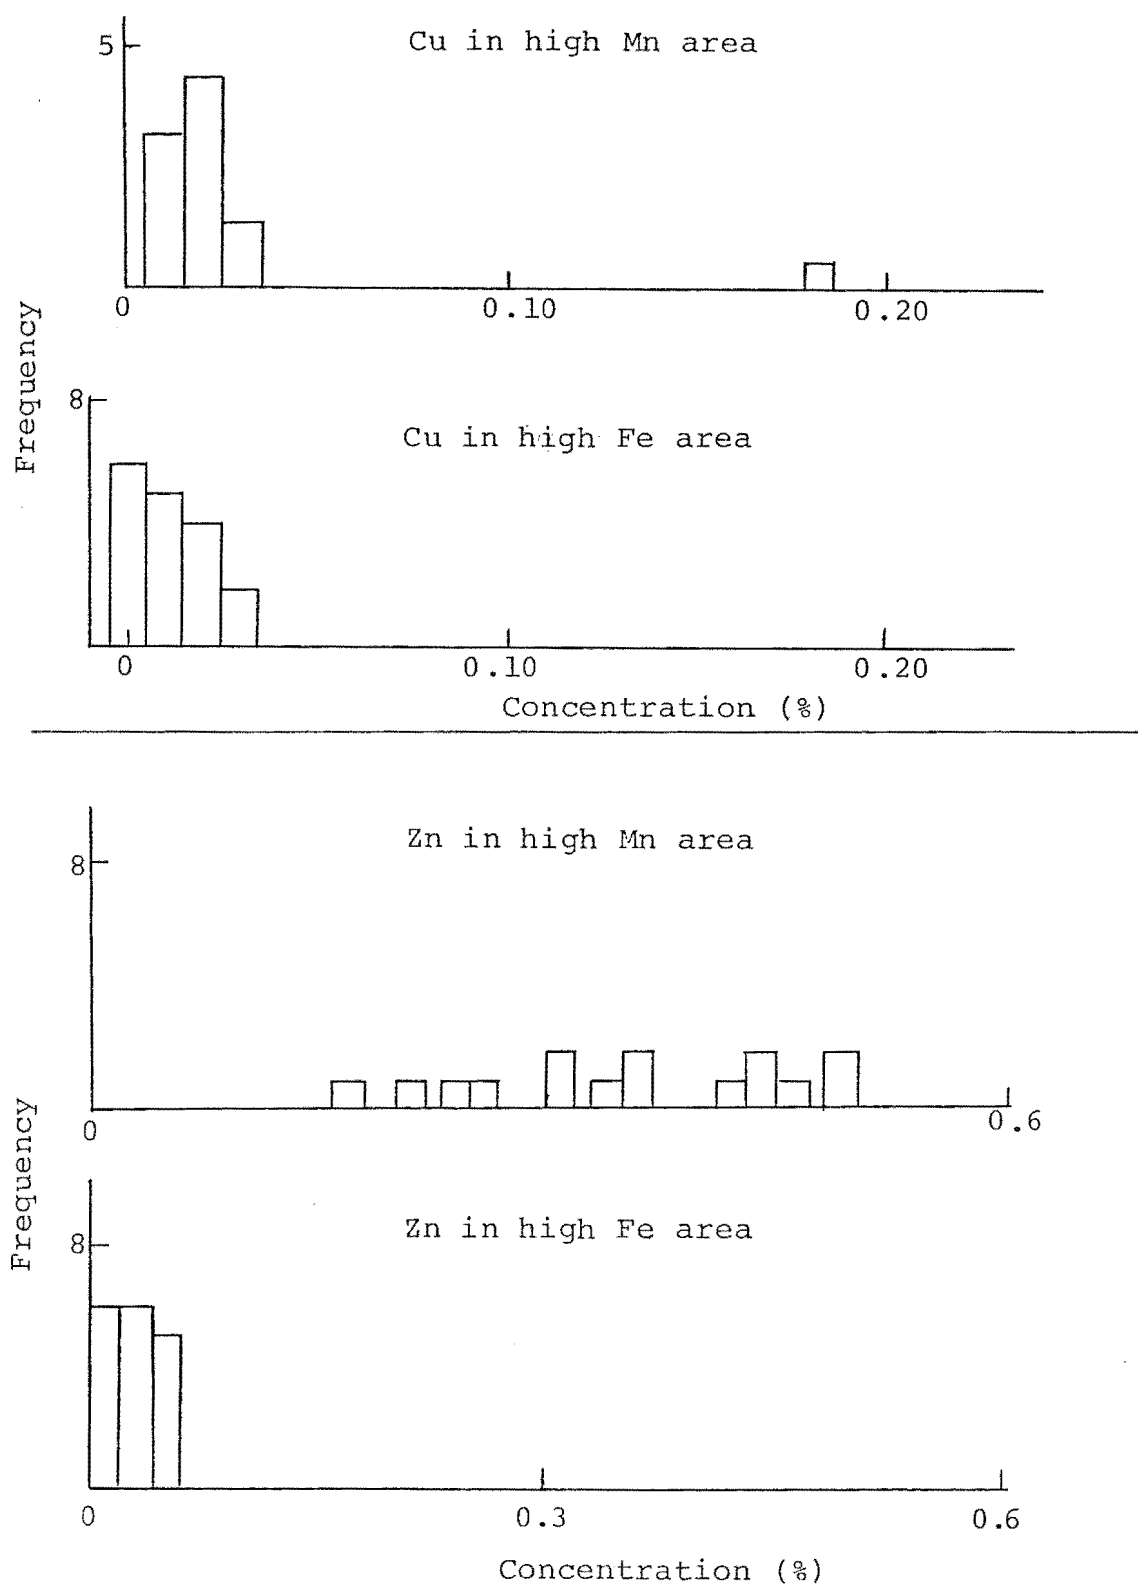 Cu in high Mn area
5
0 0.10 0.20
Frequency
8
Cu in high Fe area
0 0.10 0.20
Concentration (%)
Zn in high Mn area
8
0 0.6
Frequency
Zn in high Fe area
8
0 0.3 0.6
Concentration (%)